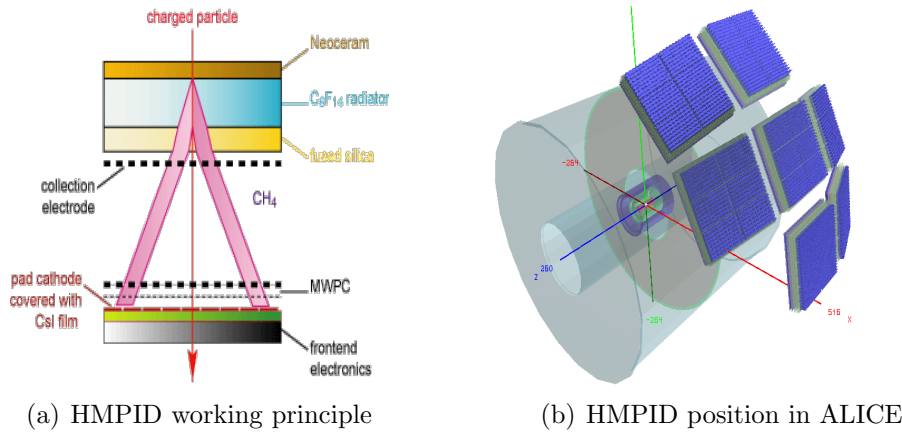 charged particle
Neoceram
C₆F₁₄ radiator
fused silica
collection
electrode
CH₄
pad cathode
covered with
CsI film
MWPC
frontend
electronics
-264
Z
260
-264
516
X
(a) HMPID working principle
(b) HMPID position in ALICE